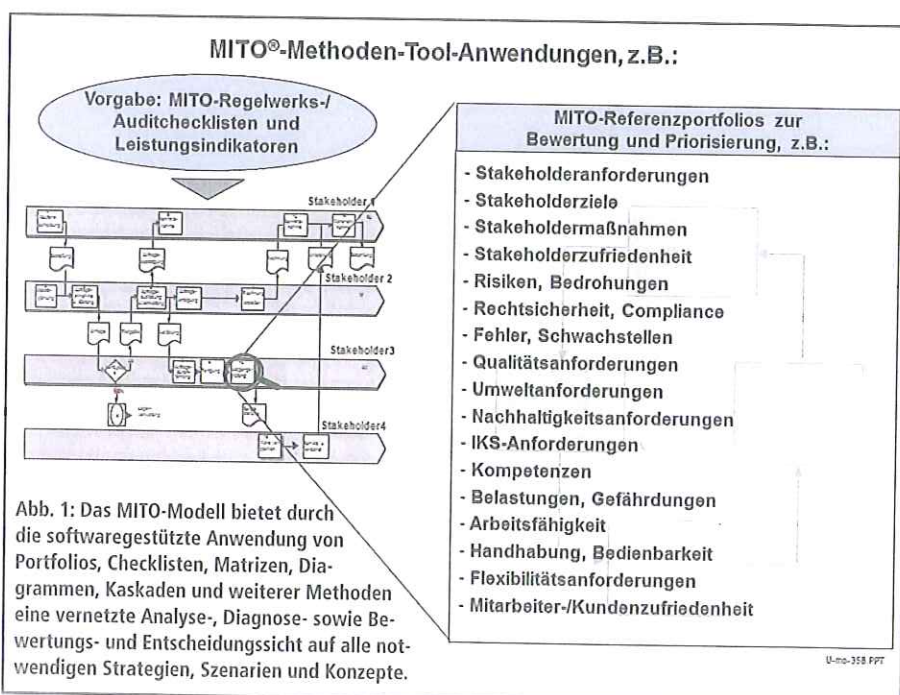 MITO®-Methoden-Tool-Anwendungen, z.B.:
Vorgabe: MITO-Regelwerks-/
Auditchecklisten und
Leistungsindikatoren
Stakeholder 1
Stakeholder 2
Stakeholder3
Stakeholder4
MITO-Referenzportfolios zur
Bewertung und Priorisierung, z.B.:
- Stakeholderanforderungen
- Stakeholderziele
- Stakeholdermaßnahmen
- Stakeholderzufriedenheit
- Risiken, Bedrohungen
- Rechtsicherheit, Compliance
- Fehler, Schwachstellen
- Qualitätsanforderungen
- Umweltanforderungen
- Nachhaltigkeitsanforderungen
- IKS-Anforderungen
- Kompetenzen
- Belastungen, Gefährdungen
- Arbeitsfähigkeit
- Handhabung, Bedienbarkeit
- Flexibilitätsanforderungen
- Mitarbeiter-/Kundenzufriedenheit
Abb. 1: Das MITO-Modell bietet durch
die softwaregestützte Anwendung von
Portfolios, Checklisten, Matrizen, Dia-
grammen, Kaskaden und weiterer Methoden
eine vernetzte Analyse-, Diagnose- sowie Be-
wertungs- und Entscheidungssicht auf alle not-
wendigen Strategien, Szenarien und Konzepte.
U-mo-358.PPT